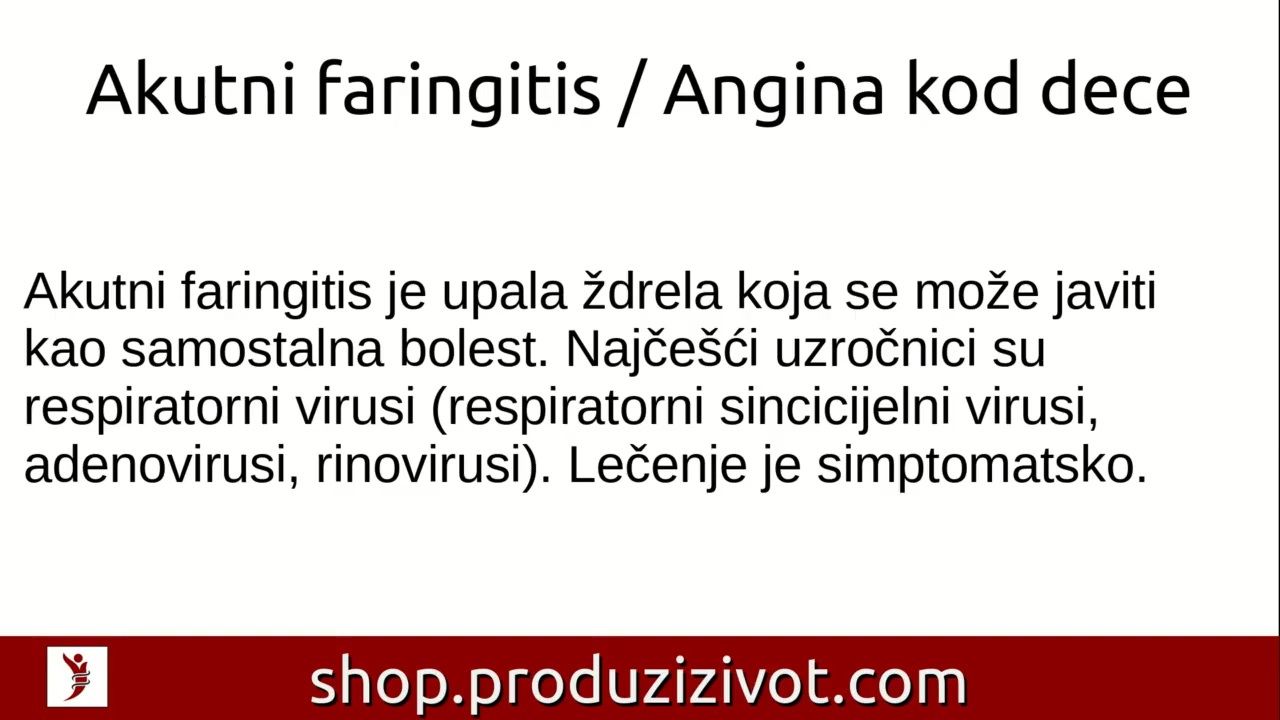 Akutni faringitis / Angina kod dece
Akutni faringitis je upala ždrela koja se može javiti
kao samostalna bolest. Najčešći uzročnici su
respiratorni virusi (respiratorni sincicijelni virusi,
adenovirusi, rinovirusi). Lečenje je simptomatsko.
shop.produzizivot.com